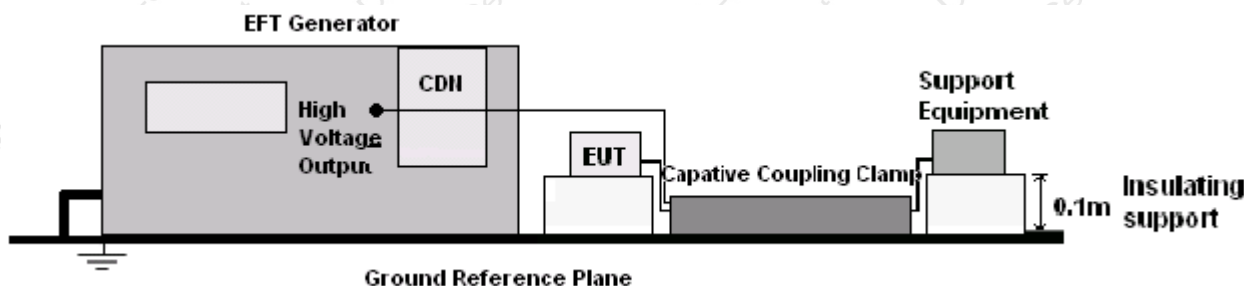 EFT Generator
CDN
High
Voltage
Output
Support
Equipment
EUT
Capative Coupling Clamp
0.1m
Insulating
support
Ground Reference Plane